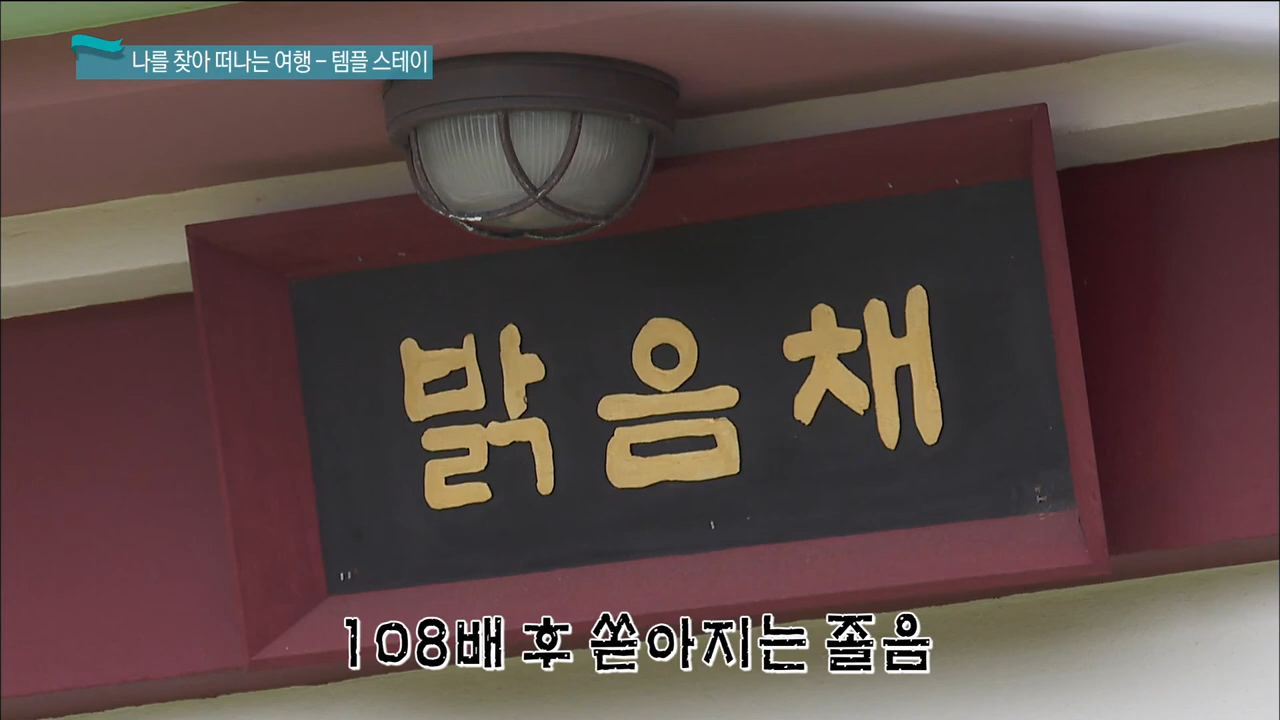 나를 찾아 떠나는 여행 - 템플 스테이
밝음채
108배 후 쏟아지는 졸음